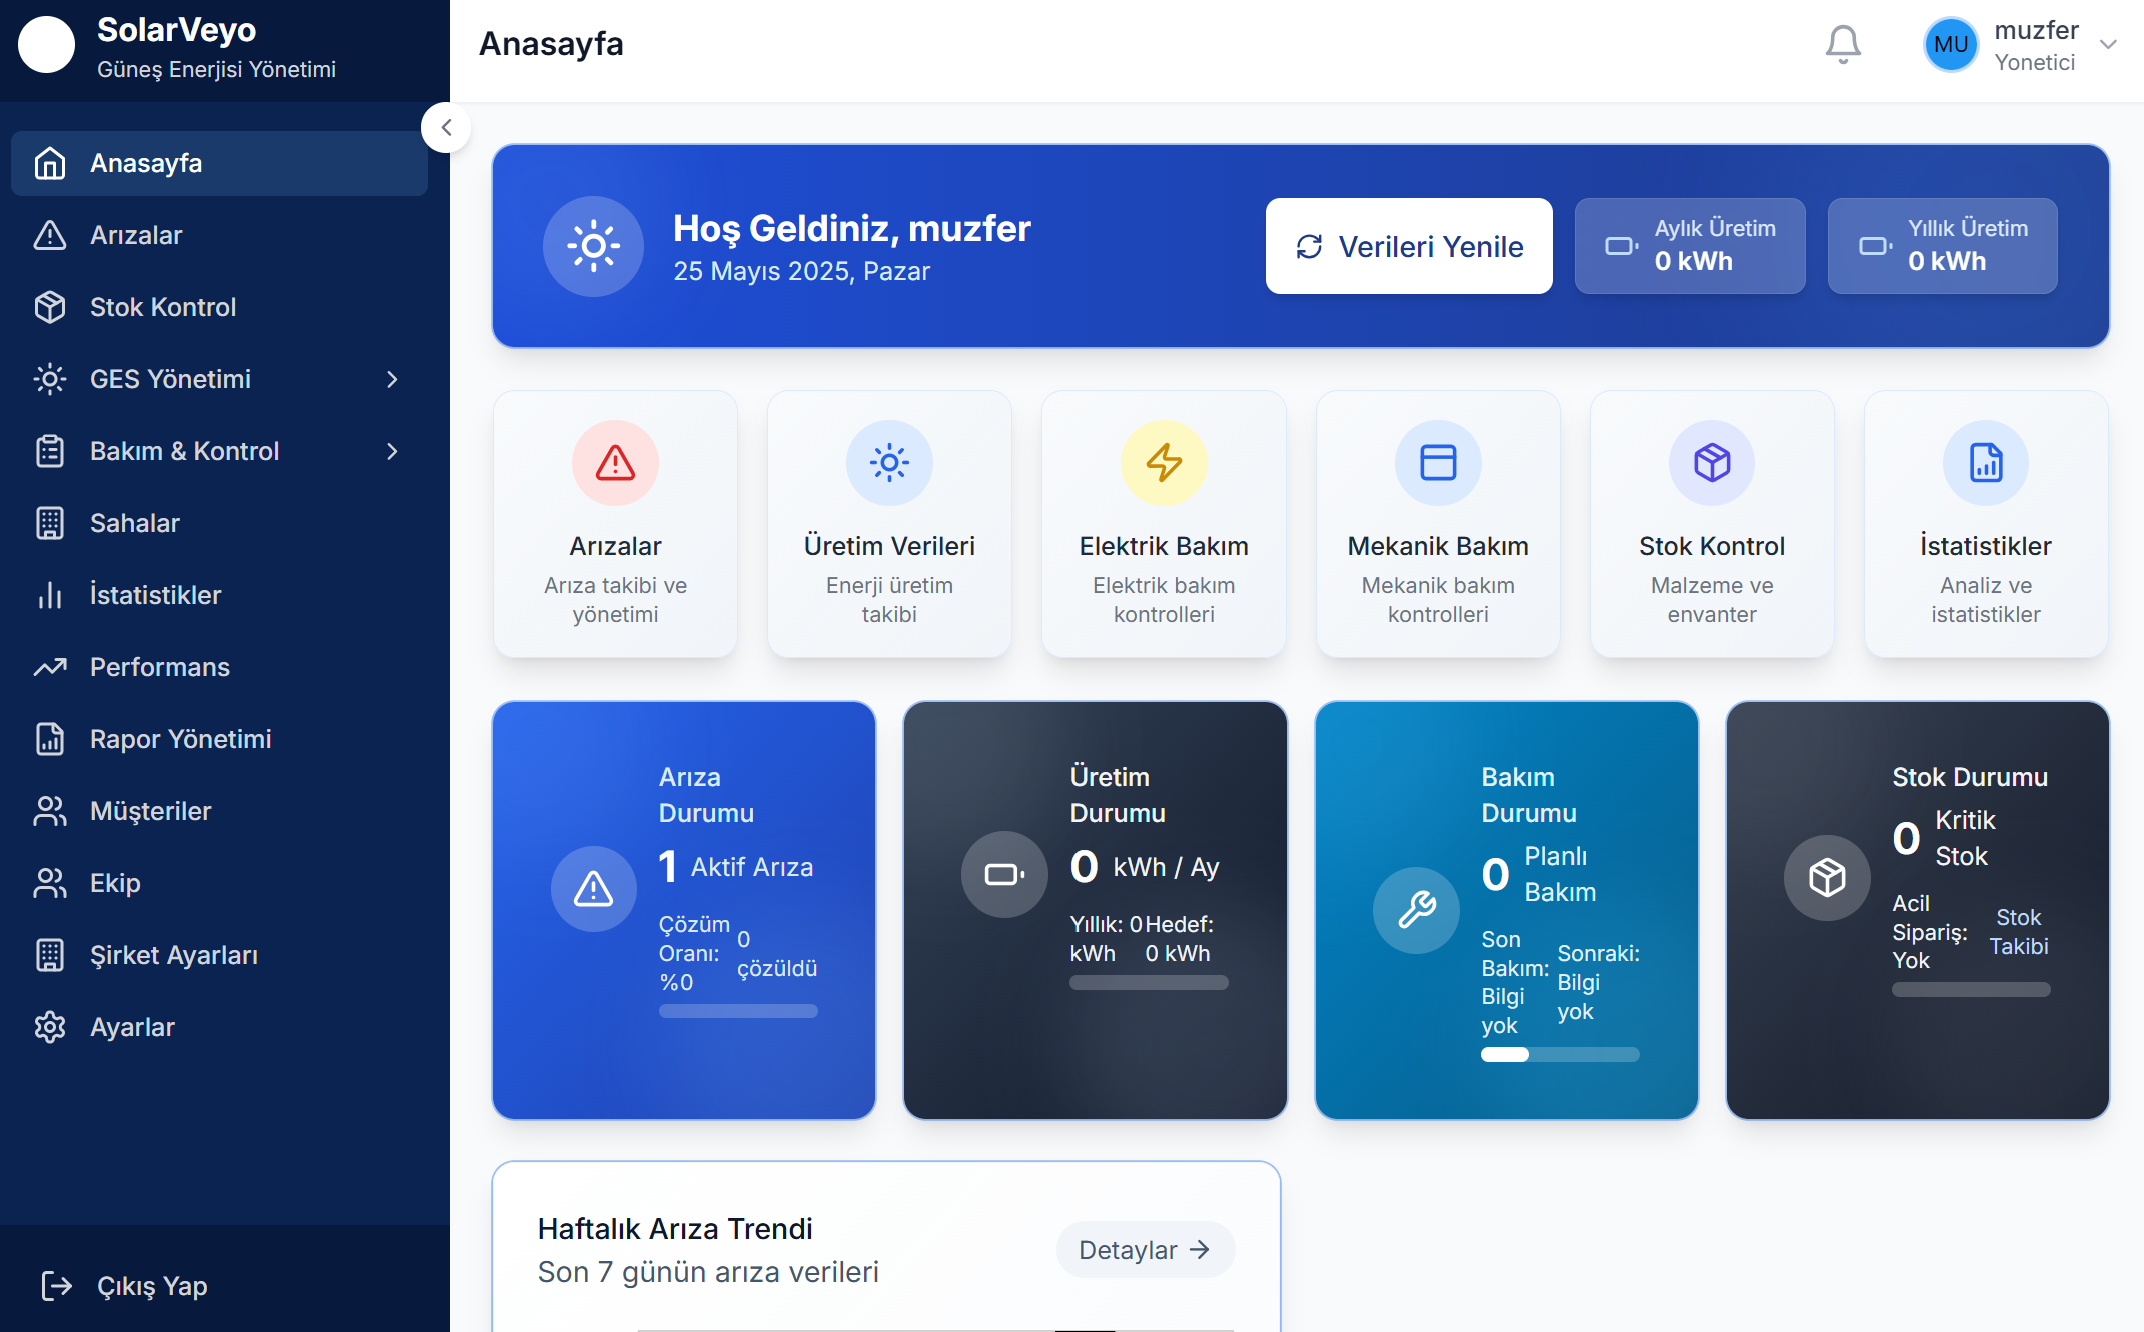 SolarVeyo
Güneş Enerjisi Yönetimi
Anasayfa
Arızalar
Stok Kontrol
GES Yönetimi
Bakım & Kontrol
Sahalar
İstatistikler
Performans
Rapor Yönetimi
Müşteriler
Ekip
Şirket Ayarları
Ayarlar
Çıkış Yap
Anasayfa
MU
muzfer
Yonetici
Hoş Geldiniz, muzfer
25 Mayıs 2025, Pazar
Verileri Yenile
Aylık Üretim
0 kWh
Yıllık Üretim
0 kWh
Arızalar
Arıza takibi ve
yönetimi
Üretim Verileri
Enerji üretim
takibi
Elektrik Bakım
Elektrik bakım
kontrolleri
Mekanik Bakım
Mekanik bakım
kontrolleri
Stok Kontrol
Malzeme ve
envanter
İstatistikler
Analiz ve
istatistikler
Arıza
Durumu
1 Aktif Arıza
Çözüm
Oranı:
%0
0
çözüldü
Üretim
Durumu
0 kWh / Ay
Yıllık: 0
kWh
Hedef:
0 kWh
Bakım
Durumu
0 Planlı
Bakım
Son
Bakım:
Bilgi
yok
Sonraki:
Bilgi
yok
Stok Durumu
0 Kritik
Stok
Acil
Sipariş:
Yok
Stok
Takibi
Haftalık Arıza Trendi
Son 7 günün arıza verileri
Detaylar